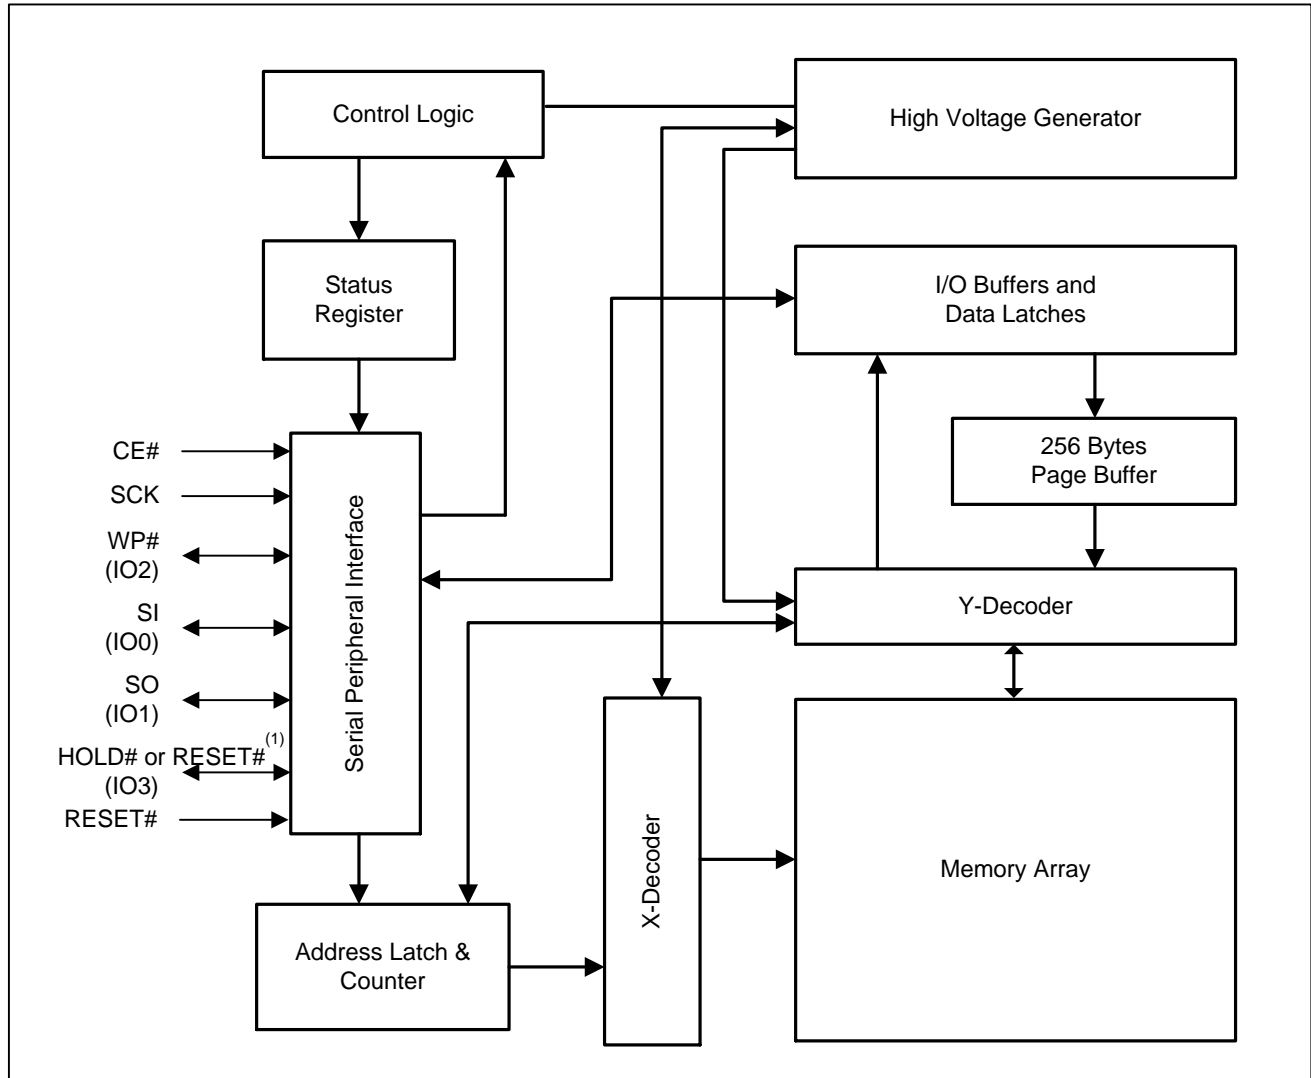 Control Logic
High Voltage Generator
Status
Register
I/O Buffers and
Data Latches
256 Bytes
Page Buffer
CE#
SCK
WP#
(IO2)
SI
(IO0)
SO
(IO1)
HOLD# or RESET#(1)
(IO3)
RESET#
Serial Peripheral Interface
Y-Decoder
X-Decoder
Memory Array
Address Latch &
Counter